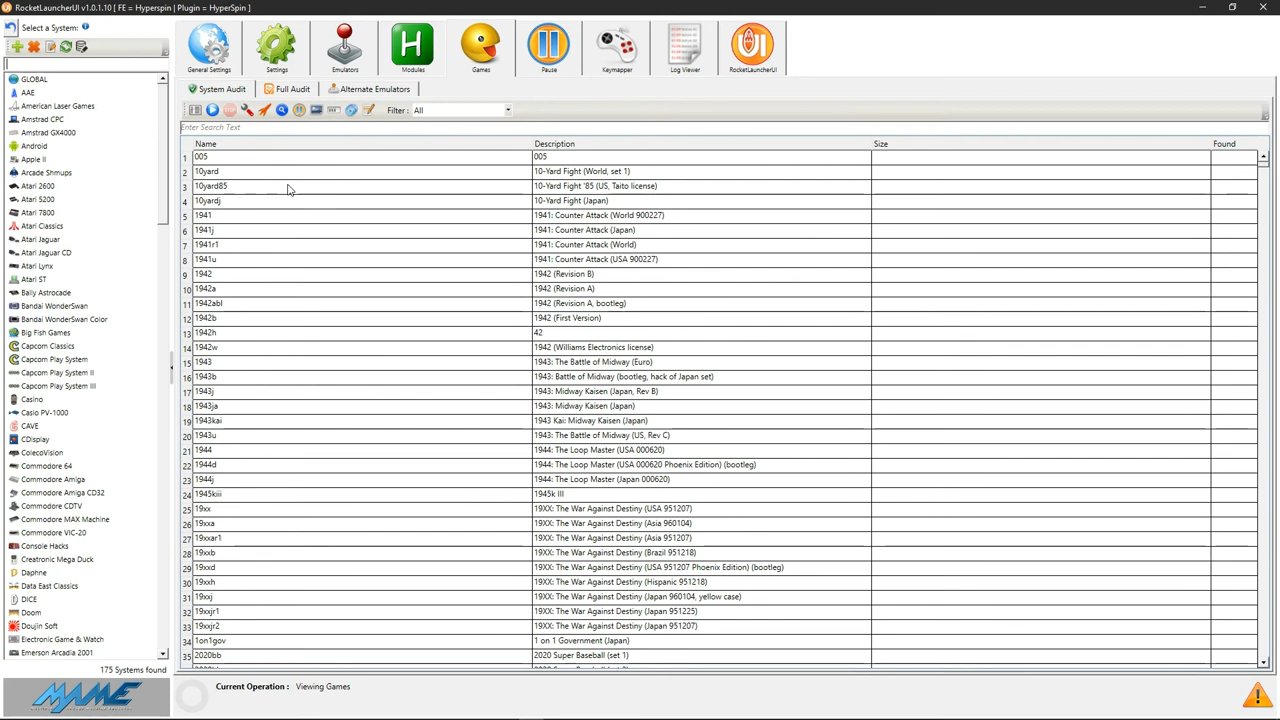 RocketLauncherUI v1.0.1.10 [ FE = Hyperspin | Plugin = HyperSpin ]
Select a System:
General Settings
Settings
Emulators
H
Modules
Games
Pause
Keymapper
Log Viewer
UI
RocketLauncherUI
System Audit
Full Audit
Alternate Emulators
Filter : All
Enter Search Text
GLOBAL
AAE
American Laser Games
Amstrad CPC
Amstrad GX4000
Android
Apple II
Arcade Shmups
Atari 2600
Atari 5200
Atari 7800
Atari Classics
Atari Jaguar
Atari Jaguar CD
Atari Lynx
Atari ST
Bally Astrocade
Bandai WonderSwan
Bandai WonderSwan Color
Big Fish Games
Capcom Classics
Capcom Play System
Capcom Play System II
Capcom Play System III
Casino
Casio PV-1000
CAVE
CDisplay
ColecoVision
Commodore 64
Commodore Amiga
Commodore Amiga CD32
Commodore CDTV
Commodore MAX Machine
Commodore VIC-20
Console Hacks
Creatronic Mega Duck
Daphne
Data East Classics
DICE
Doom
Doujin Soft
Electronic Game & Watch
Emerson Arcadia 2001
175 Systems found
MAME
Name Description Size Found
1 005 005
2 10yard 10-Yard Fight (World, set 1)
3 10yard85 10-Yard Fight '85 (US, Taito license)
4 10yardj 10-Yard Fight (Japan)
5 1941 1941: Counter Attack (World 900227)
6 1941j 1941: Counter Attack (Japan)
7 1941r1 1941: Counter Attack (World)
8 1941u 1941: Counter Attack (USA 900227)
9 1942 1942 (Revision B)
10 1942a 1942 (Revision A)
11 1942abl 1942 (Revision A, bootleg)
12 1942b 1942 (First Version)
13 1942h 42
14 1942w 1942 (Williams Electronics license)
15 1943 1943: The Battle of Midway (Euro)
16 1943b 1943: Battle of Midway (bootleg, hack of Japan set)
17 1943j 1943: Midway Kaisen (Japan, Rev B)
18 1943ja 1943: Midway Kaisen (Japan)
19 1943kai 1943 Kai: Midway Kaisen (Japan)
20 1943u 1943: The Battle of Midway (US, Rev C)
21 1944 1944: The Loop Master (USA 000620)
22 1944d 1944: The Loop Master (USA 000620 Phoenix Edition) (bootleg)
23 1944j 1944: The Loop Master (Japan 000620)
24 1945kiii 1945k III
25 19xx 19XX: The War Against Destiny (USA 951207)
26 19xxa 19XX: The War Against Destiny (Asia 960104)
27 19xxar1 19XX: The War Against Destiny (Asia 951207)
28 19xxb 19XX: The War Against Destiny (Brazil 951218)
29 19xxd 19XX: The War Against Destiny (USA 951207 Phoenix Edition) (bootleg)
30 19xxh 19XX: The War Against Destiny (Hispanic 951218)
31 19xxj 19XX: The War Against Destiny (Japan 960104, yellow case)
32 19xxjr1 19XX: The War Against Destiny (Japan 951225)
33 19xxjr2 19XX: The War Against Destiny (Japan 951207)
34 1on1gov 1 on 1 Government (Japan)
35 2020bb 2020 Super Baseball (set 1)
Current Operation : Viewing Games